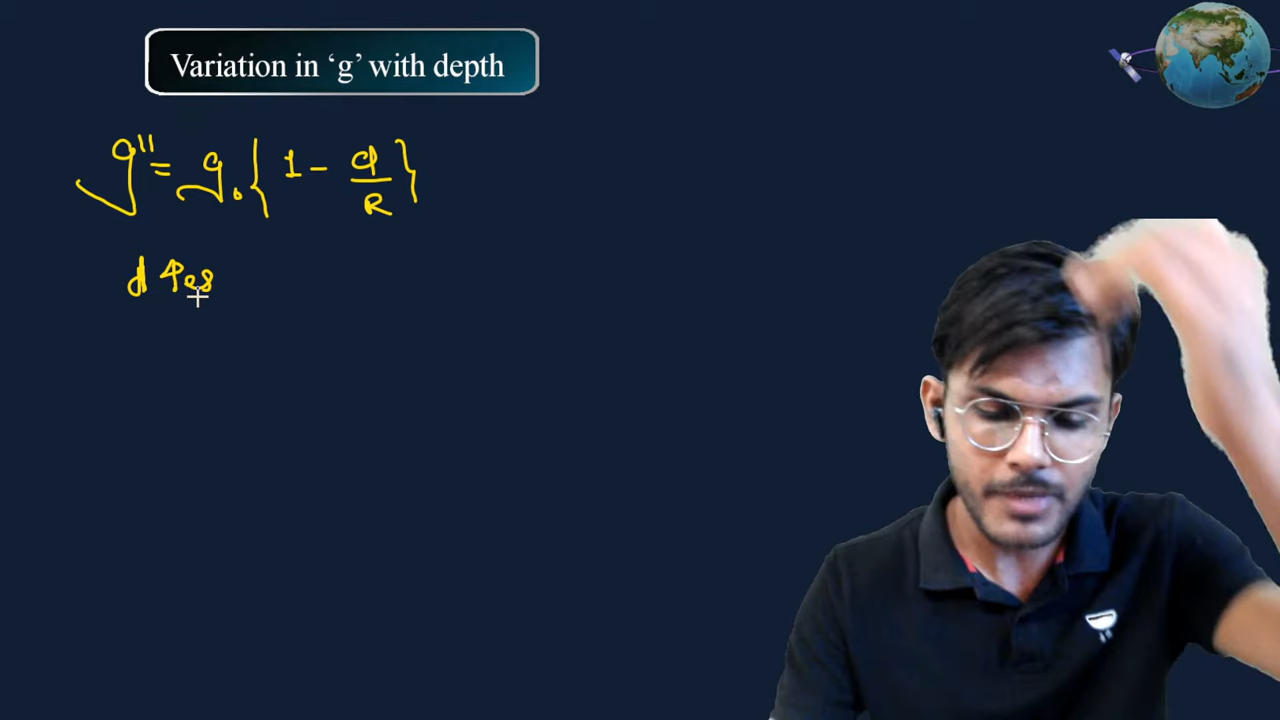 Variation in ‘g’ with depth
g'' = g₀ { 1 - d/R }
d ↑es